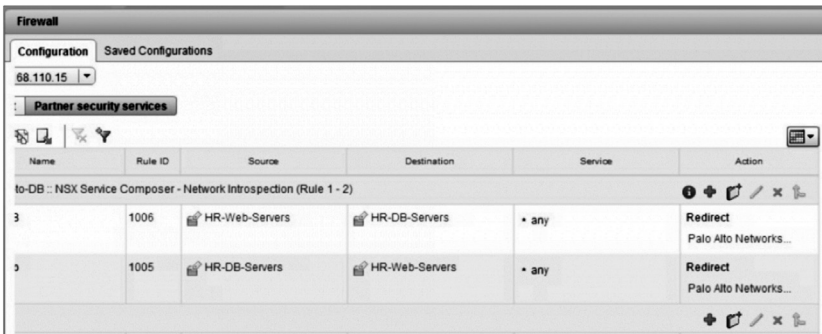 Firewall
Configuration Saved Configurations
68.110.15
Partner security services
Name Rule ID Source Destination Service Action
to-DB :: NSX Service Composer - Network Introspection (Rule 1 - 2)
1006 HR-Web-Servers HR-DB-Servers • any Redirect
Palo Alto Networks...
1005 HR-DB-Servers HR-Web-Servers • any Redirect
Palo Alto Networks...